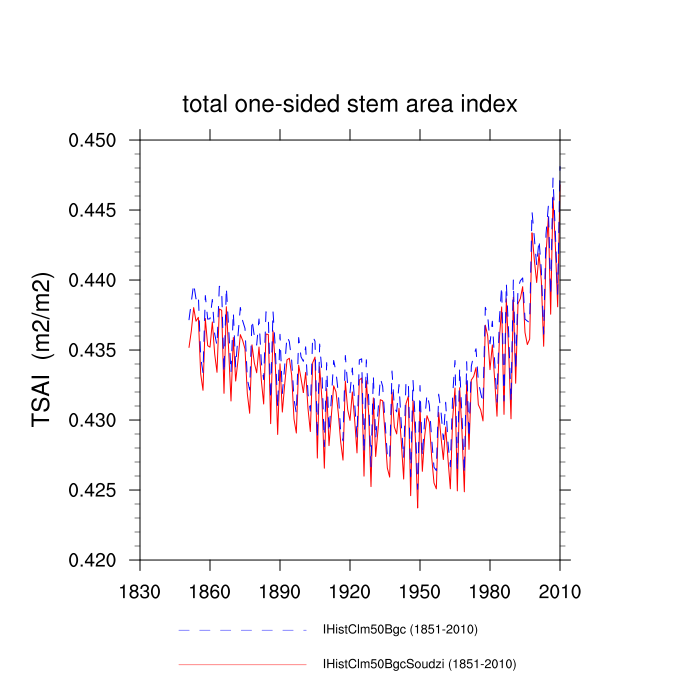 total one-sided stem area index
TSAI (m2/m2)
0.450
0.445
0.440
0.435
0.430
0.425
0.420
1830 1860 1890 1920 1950 1980 2010
IHistClm50Bgc (1851-2010)
IHistClm50BgcSoudzi (1851-2010)